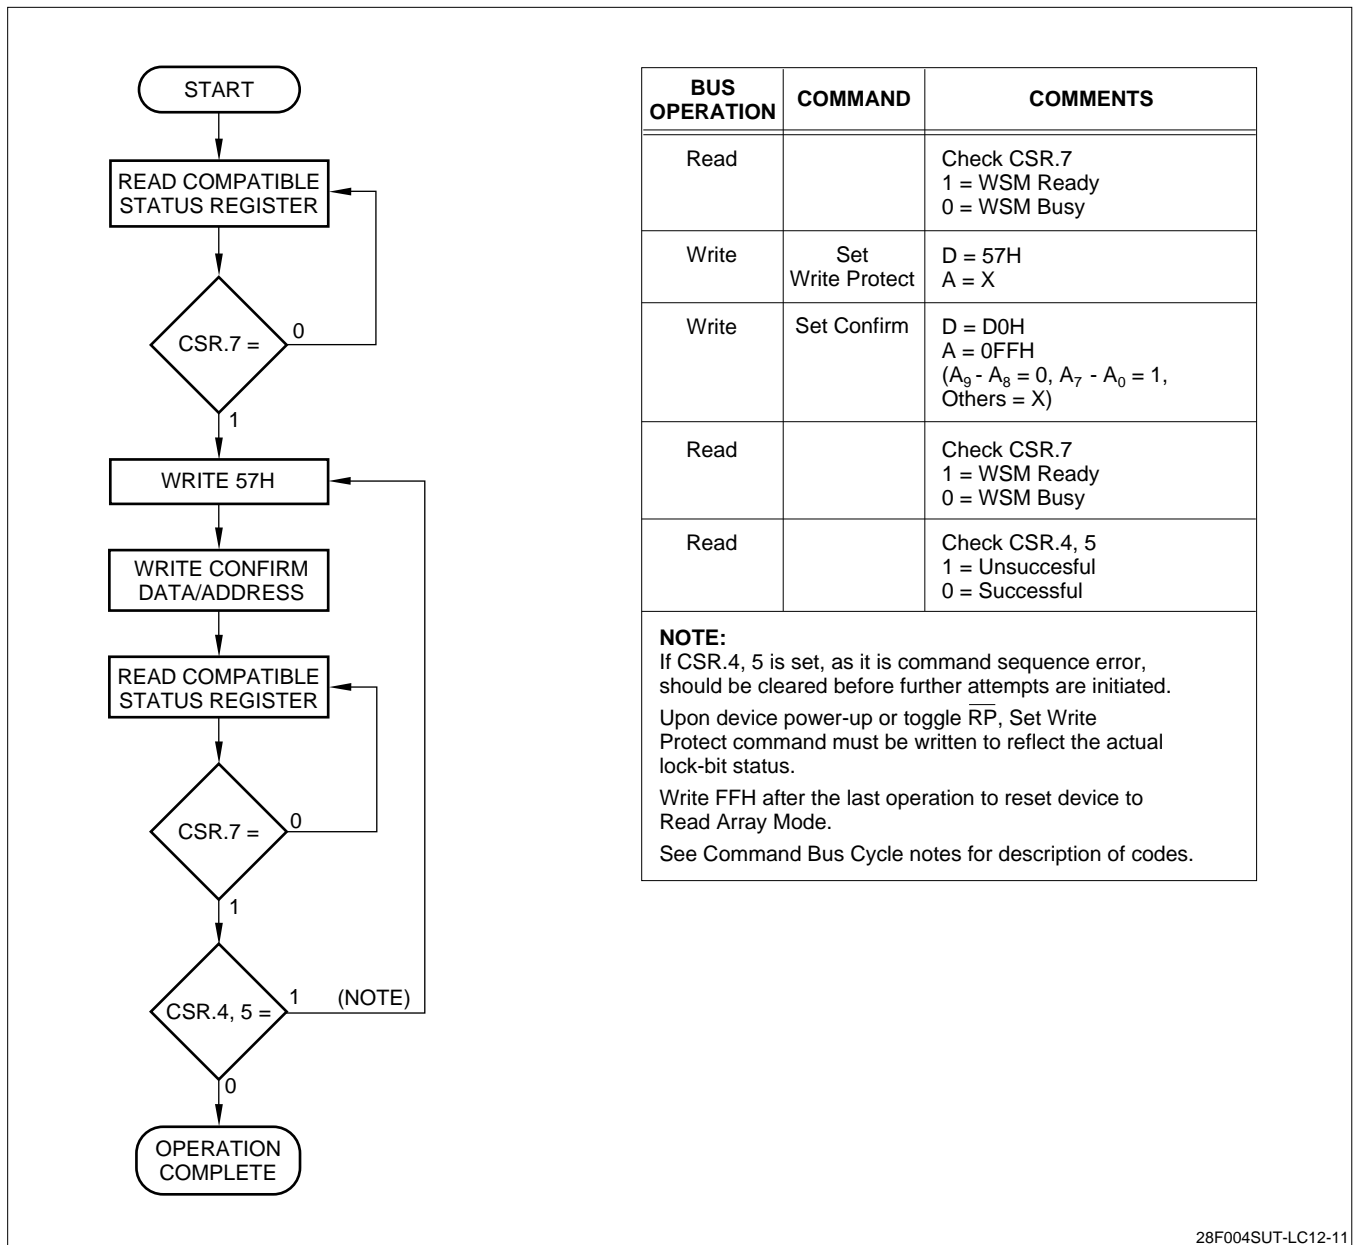 START
READ COMPATIBLE
STATUS REGISTER
CSR.7 =
0
1
WRITE 57H
WRITE CONFIRM
DATA/ADDRESS
READ COMPATIBLE
STATUS REGISTER
CSR.7 =
0
1
CSR.4, 5 =
1
(NOTE)
0
OPERATION
COMPLETE
BUS
OPERATION
COMMAND
COMMENTS
Read
Check CSR.7
1 = WSM Ready
0 = WSM Busy
Write
Set
Write Protect
D = 57H
A = X
Write
Set Confirm
D = D0H
A = 0FFH
(A9 - A8 = 0, A7 - A0 = 1,
Others = X)
Read
Check CSR.7
1 = WSM Ready
0 = WSM Busy
Read
Check CSR.4, 5
1 = Unsuccesful
0 = Successful
NOTE:
If CSR.4, 5 is set, as it is command sequence error,
should be cleared before further attempts are initiated.
Upon device power-up or toggle R̅P̅, Set Write
Protect command must be written to reflect the actual
lock-bit status.
Write FFH after the last operation to reset device to
Read Array Mode.
See Command Bus Cycle notes for description of codes.
28F004SUT-LC12-11